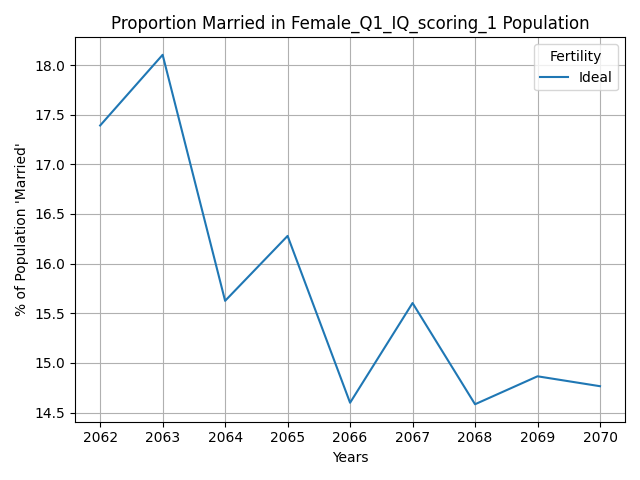 Proportion Married in Female_Q1_IQ_scoring_1 Population
Fertility
Ideal
% of Population 'Married'
18.0
17.5
17.0
16.5
16.0
15.5
15.0
14.5
2062 2063 2064 2065 2066 2067 2068 2069 2070
Years